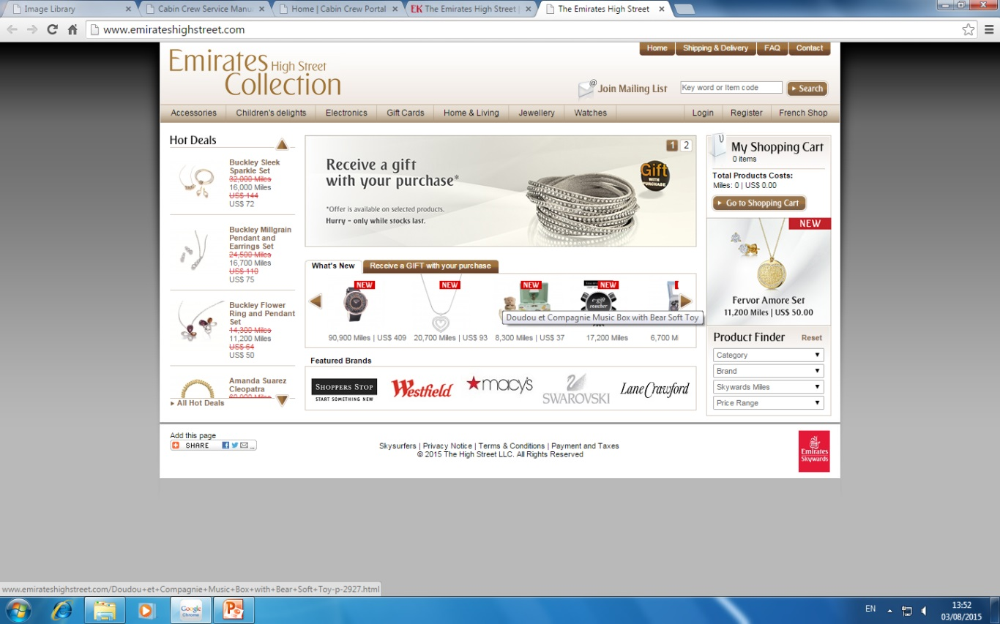 Image Library
Cabin Crew Service Manu
Home | Cabin Crew Portal
EK The Emirates High Street |
The Emirates High Street
www.emirateshighstreet.com
Emirates High Street
Collection
Home
Shipping & Delivery
FAQ
Contact
@ Join Mailing List
Key word or Item code
Search
Accessories
Children's delights
Electronics
Gift Cards
Home & Living
Jewellery
Watches
Login
Register
French Shop
Hot Deals
Buckley Sleek
Sparkle Set
32,000 Miles
16,000 Miles
US$ 144
US$ 72
Buckley Millgrain
Pendant and
Earrings Set
24,500 Miles
16,700 Miles
US$ 110
US$ 75
Buckley Flower
Ring and Pendant
Set
14,300 Miles
11,200 Miles
US$ 64
US$ 50
Amanda Suarez
Cleopatra
60,900 Miles
All Hot Deals
1 2
Receive a gift
with your purchase*
*Offer is available on selected products.
Hurry – only while stocks last.
Gift
WITH
PURCHASE
What's New
Receive a GIFT with your purchase
NEW
NEW
NEW
NEW
e-gift
voucher
Doudou et Compagnie Music Box with Bear Soft Toy
90,900 Miles | US$ 409
20,700 Miles | US$ 93
8,300 Miles | US$ 37
17,200 Miles
6,700 Mi
Featured Brands
SHOPPERS STOP
START SOMETHING NEW
Westfield
macy's
SWAROVSKI
LANE CRAWFORD
My Shopping Cart
0 items
Total Products Costs:
Miles: 0 | US$ 0.00
Go to Shopping Cart
NEW
Fervor Amore Set
11,200 Miles | US$ 50.00
Product Finder
Reset
Category
Brand
Skywards Miles
Price Range
Add this page
SHARE
Skysurfers | Privacy Notice | Terms & Conditions | Payment and Taxes
© 2015 The High Street LLC. All Rights Reserved
Emirates
Skywards
www.emirateshighstreet.com/Doudou+et+Compagnie+Music+Box+with+Bear+Soft+Toy-p-2927.html
Google
Chrome
EN
13:52
03/08/2015